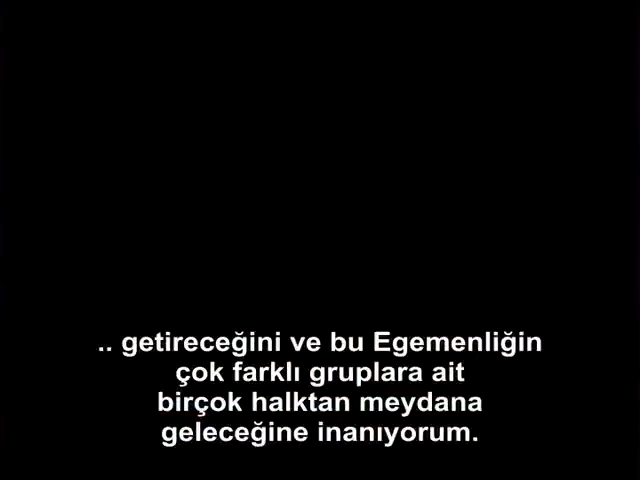 .. getireceğini ve bu Egemenliğin
çok farklı gruplara ait
birçok halktan meydana
geleceğine inanıyorum.